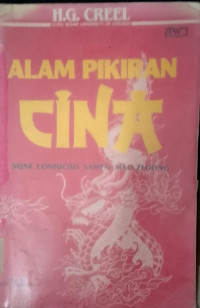 H.G. CREEL
ALAM PIKIRAN
CINA
SEJAK CONFUCIUS SAMPAI MAO ZEDONG